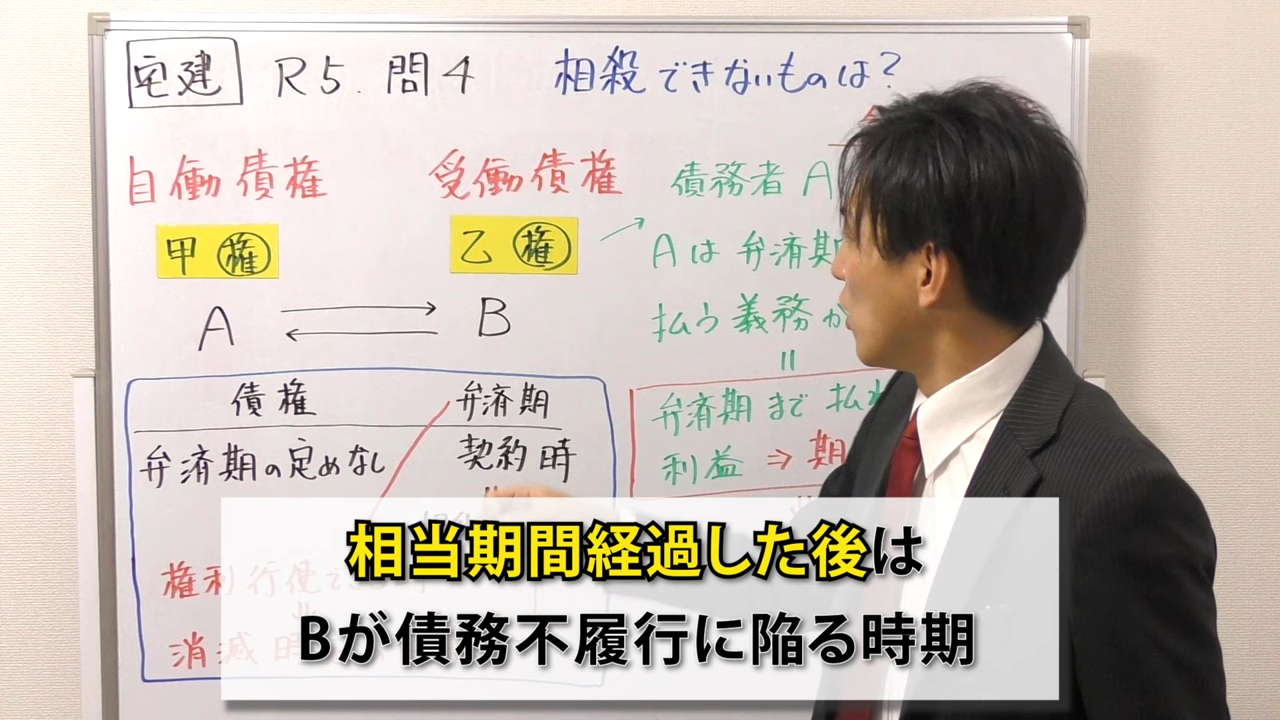 宅建 R5.問4 相殺できないものは?
自働債権 受働債権 債務者A
甲権 乙権 Aは弁済期
払う義務が
A B =
債権 弁済期 弁済期まで払
弁済期の定めなし 契約時 利益⇒期
相当期間経過した後は
権利行使
Bが債務不履行に陥る時期
消滅時